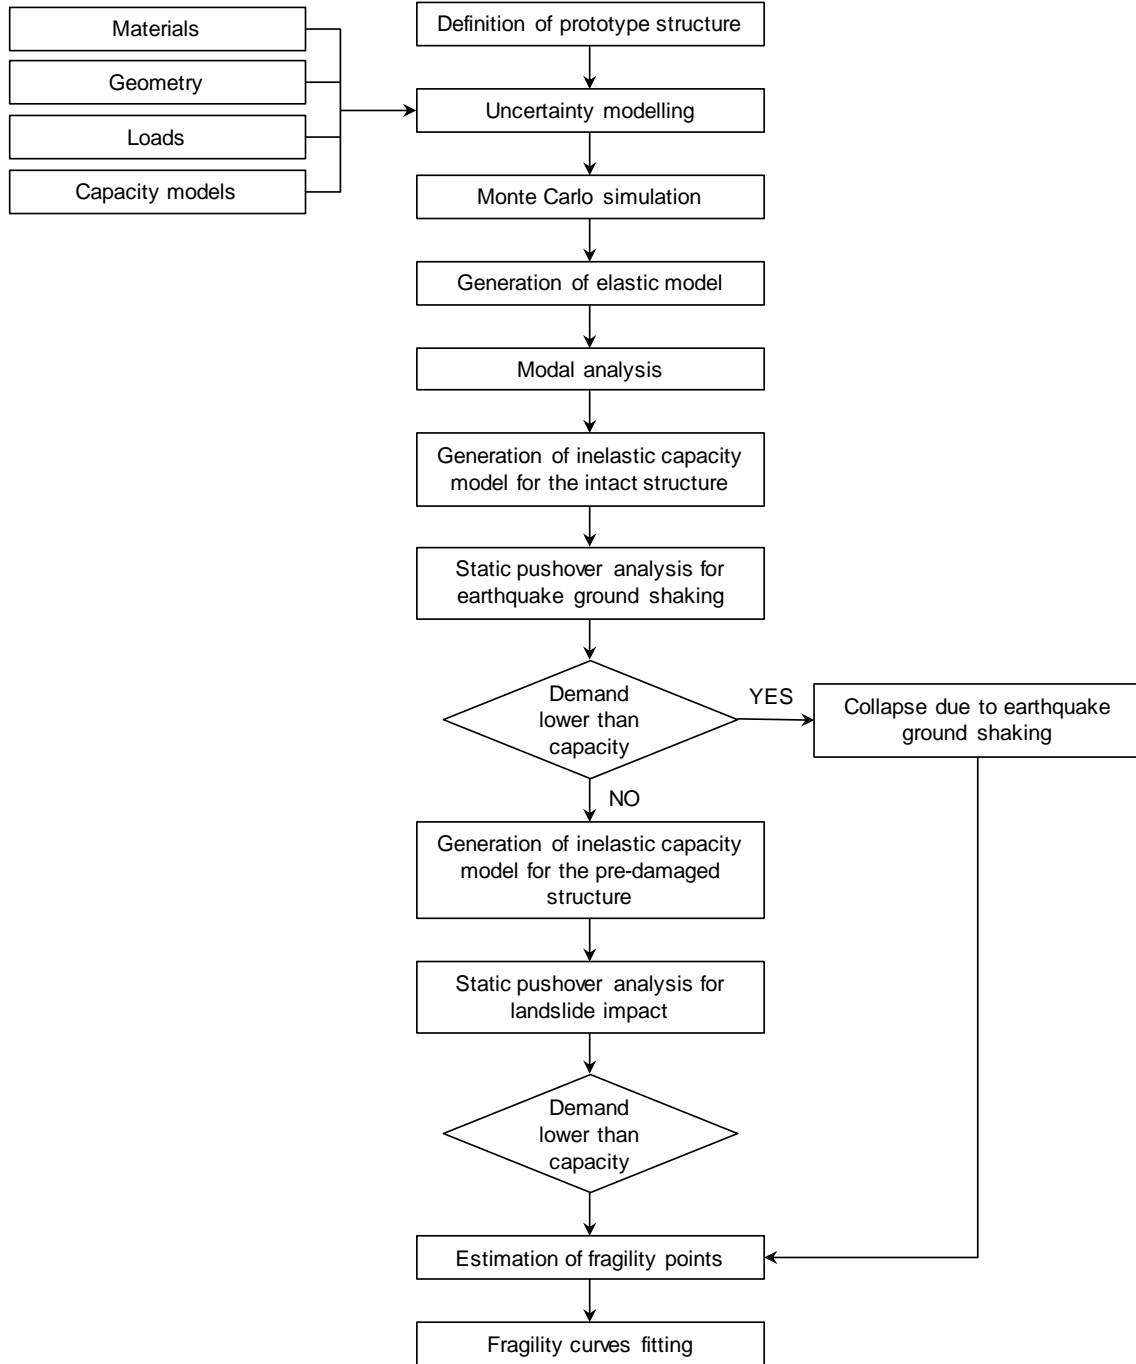 Materials
Geometry
Loads
Capacity models
Definition of prototype structure
Uncertainty modelling
Monte Carlo simulation
Generation of elastic model
Modal analysis
Generation of inelastic capacity
model for the intact structure
Static pushover analysis for
earthquake ground shaking
Demand
lower than
capacity
YES
Collapse due to earthquake
ground shaking
NO
Generation of inelastic capacity
model for the pre-damaged
structure
Static pushover analysis for
landslide impact
Demand
lower than
capacity
Estimation of fragility points
Fragility curves fitting